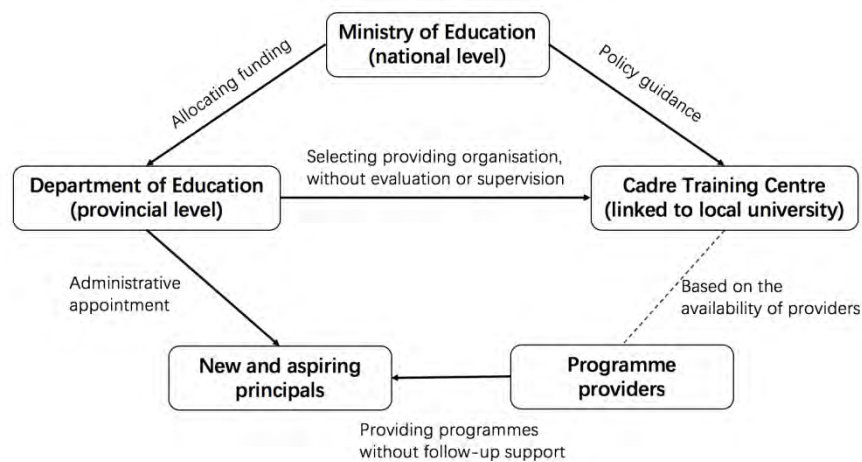 Ministry of Education
(national level)
Allocating funding
Policy guidance
Selecting providing organisation,
without evaluation or supervision
Department of Education
(provincial level)
Cadre Training Centre
(linked to local university)
Administrative
appointment
Based on the
availability of providers
New and aspiring
principals
Programme
providers
Providing programmes
without follow-up support